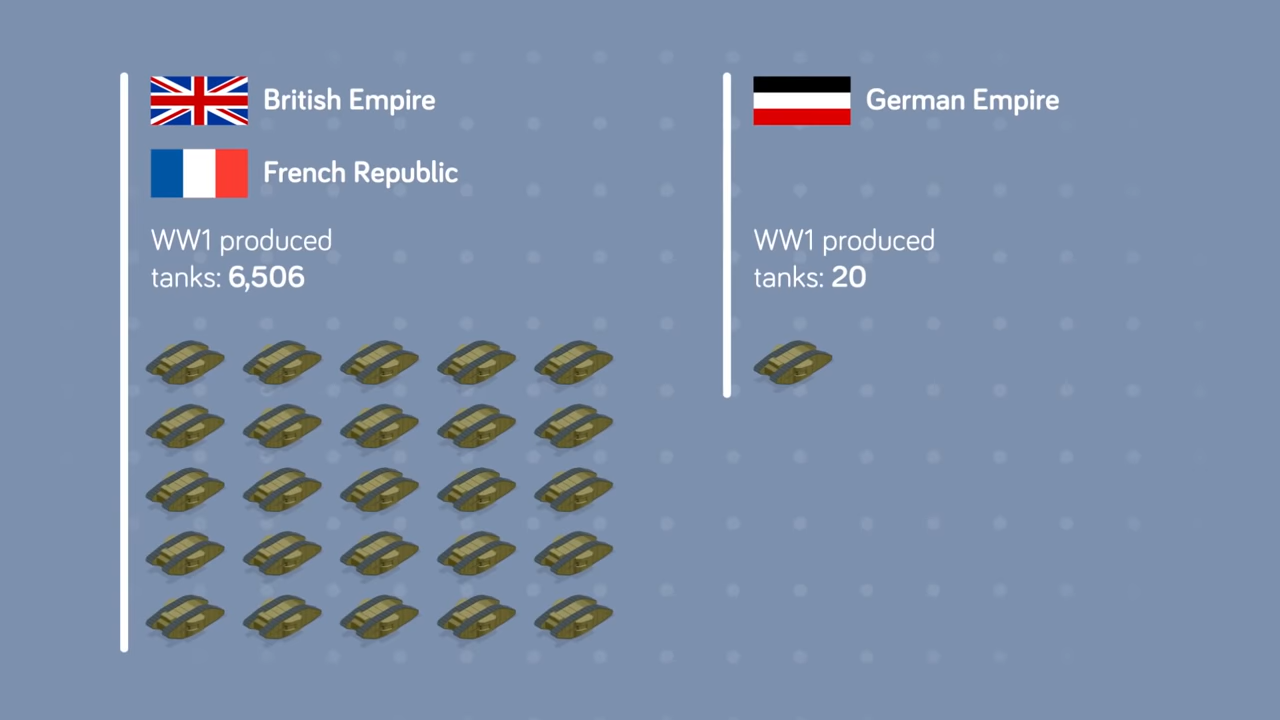 British Empire
French Republic
WW1 produced
tanks: 6,506
German Empire
WW1 produced
tanks: 20